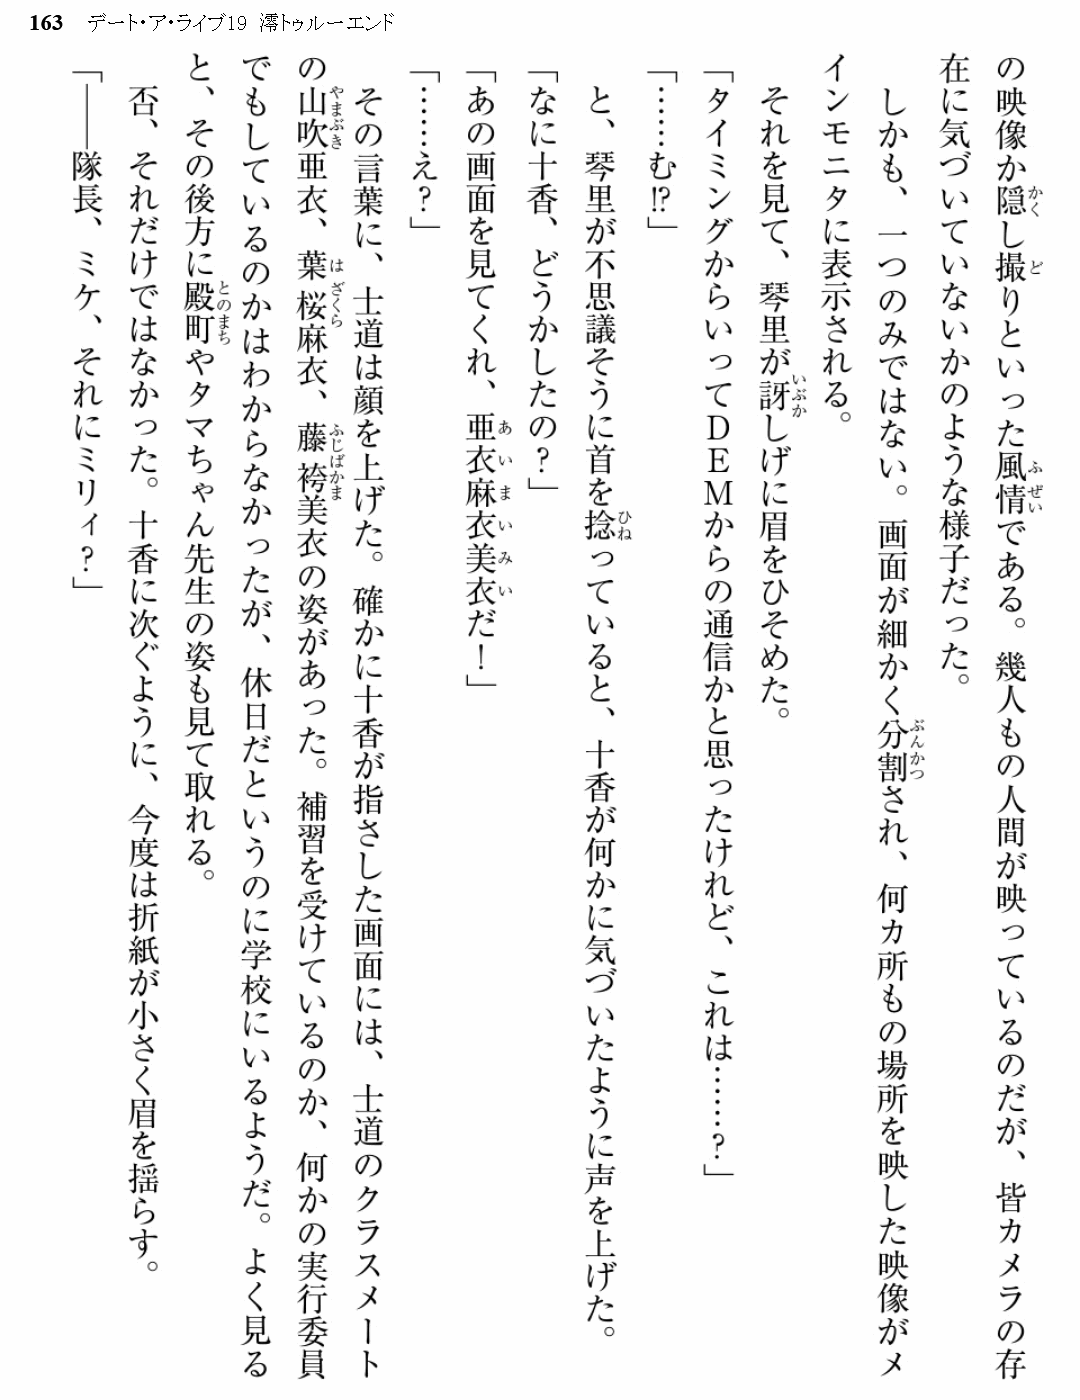 163 デート・ア・ライブ19 澪トゥルーエンド
の映像か隠し撮りといった風情である。幾人もの人間が映っているのだが、皆カメラの存
在に気づいていないかのような様子だった。
しかも、一つのみではない。画面が細かく分割され、何カ所もの場所を映した映像がメ
インモニタに表示される。
それを見て、琴里が訝しげに眉をひそめた。
「タイミングからいってＤＥＭからの通信かと思ったけれど、これは……？」
「……む⁉」
と、琴里が不思議そうに首を捻っていると、十香が何かに気づいたように声を上げた。
「なに十香、どうかしたの？」
「あの画面を見てくれ、亜衣麻衣美衣だ！」
「……え？」
その言葉に、士道は顔を上げた。確かに十香が指さした画面には、士道のクラスメート
の山吹亜衣、葉桜麻衣、藤袴美衣の姿があった。補習を受けているのか、何かの実行委員
でもしているのかはわからなかったが、休日だというのに学校にいるようだ。よく見る
と、その後方に殿町やタマちゃん先生の姿も見て取れる。
否、それだけではなかった。十香に次ぐように、今度は折紙が小さく眉を揺らす。
「――隊長、ミケ、それにミリィ？」